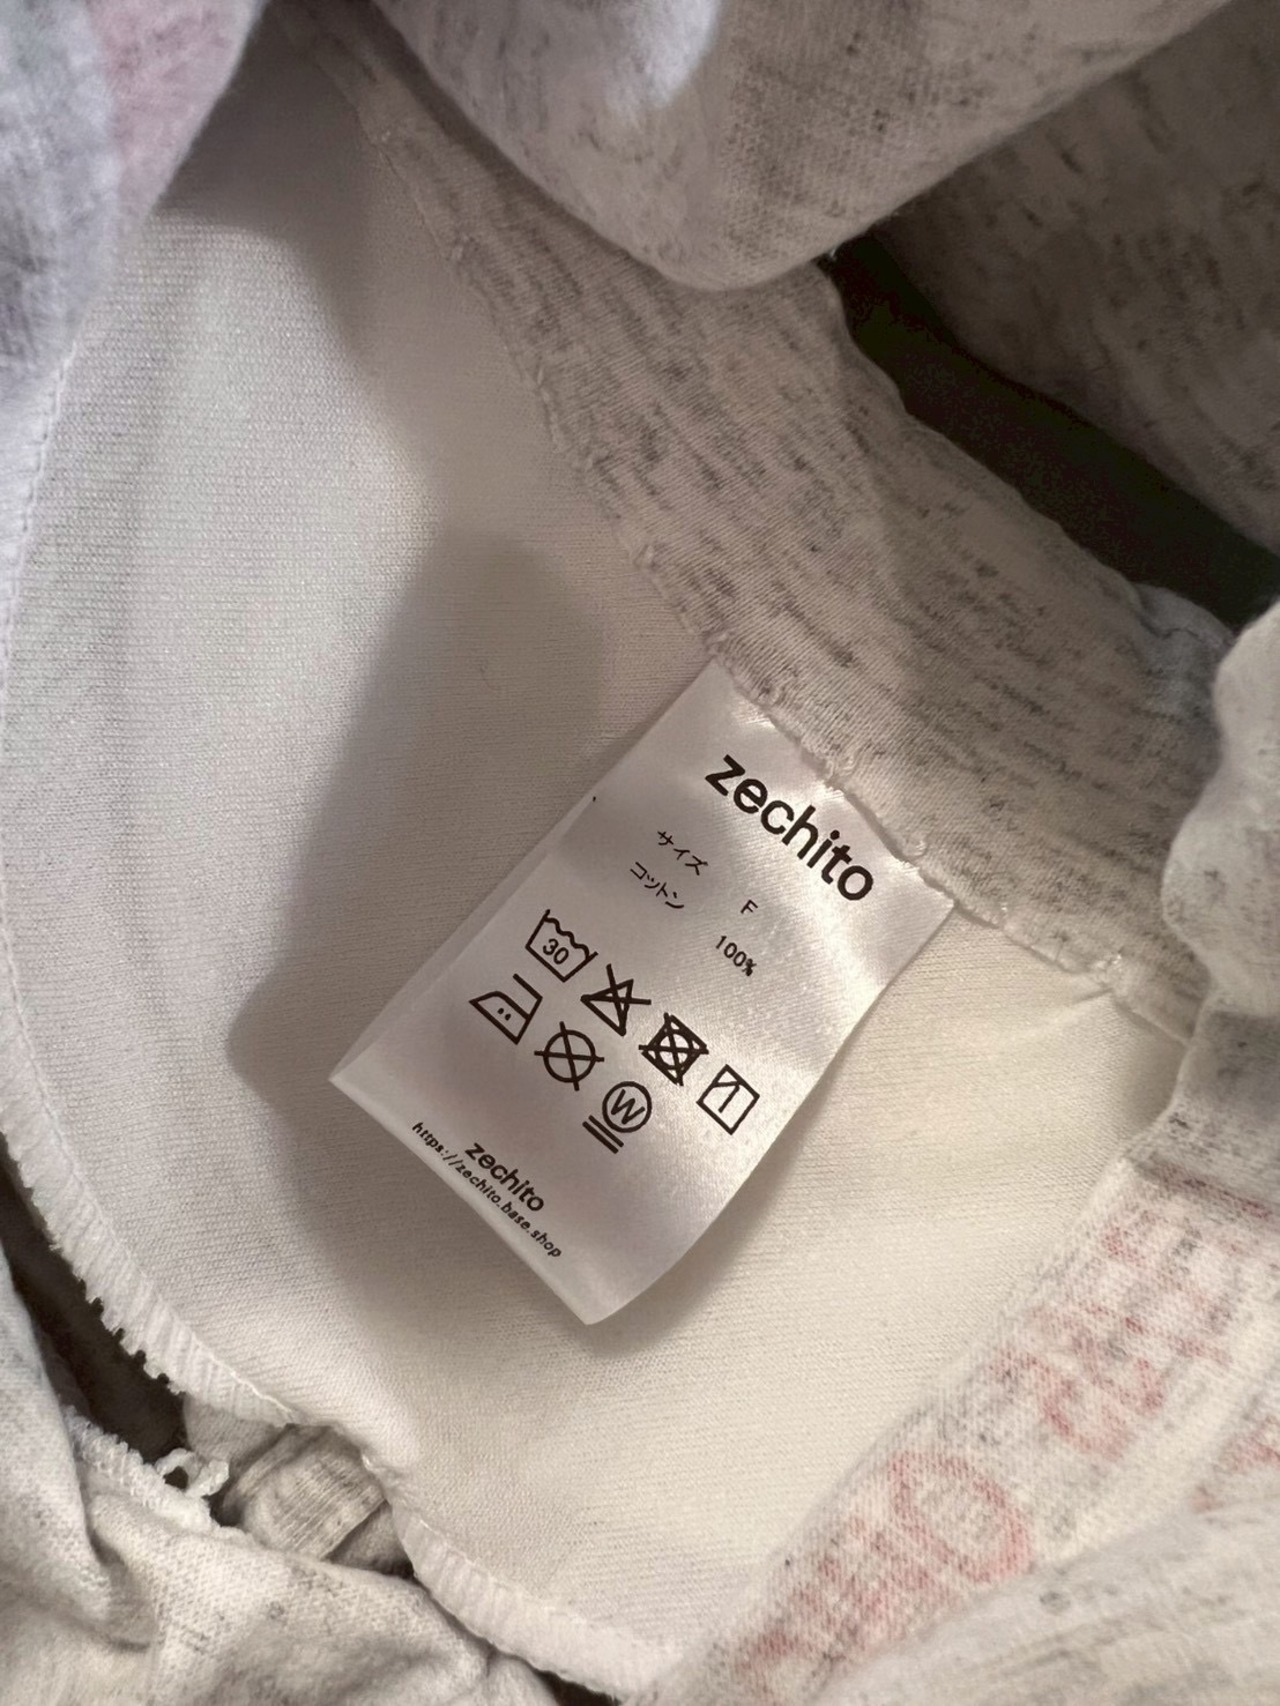 zechito
サイズ F
コットン 100%
30
W
zechito
https://zechito.base.shop